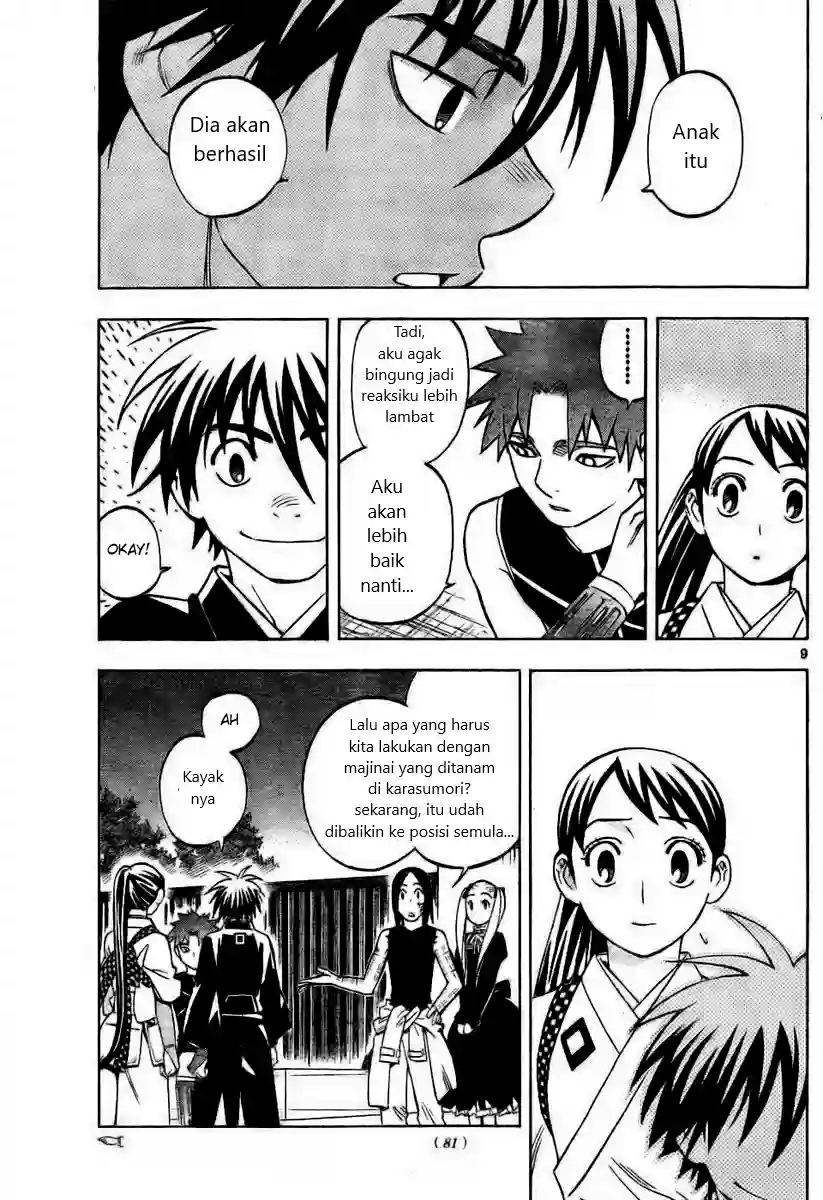 Anak
itu
Dia akan
berhasil
.........
Tadi,
aku agak
bingung jadi
reaksiku lebih
lambat
Aku
akan
lebih
baik
nanti...
OKAY!
9
Lalu apa yang harus
kita lakukan dengan
majinai yang ditanam
di karasumori?
sekarang, itu udah
dibalikin ke posisi semula...
AH
Kayak
nya
(81)